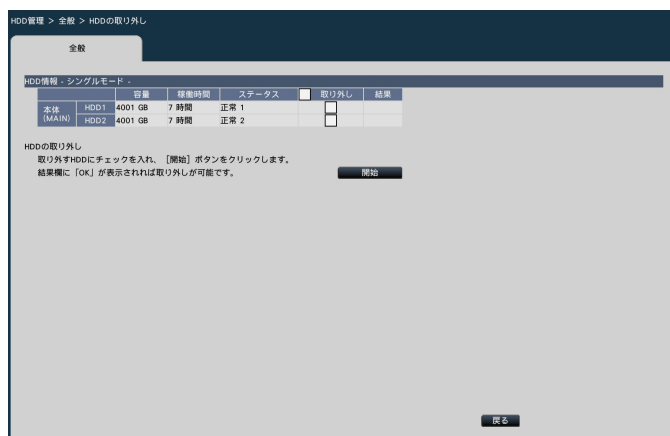 HDD管理 > 全般 > HDDの取り外し
全般
HDD情報 - シングルモード -
容量 稼働時間 ステータス 取り外し 結果
本体 (MAIN) HDD1 4001 GB 7 時間 正常 1
HDD2 4001 GB 7 時間 正常 2
HDDの取り外し
取り外すHDDにチェックを入れ、［開始］ボタンをクリックします。
結果欄に「OK」が表示されれば取り外しが可能です。 開始
戻る